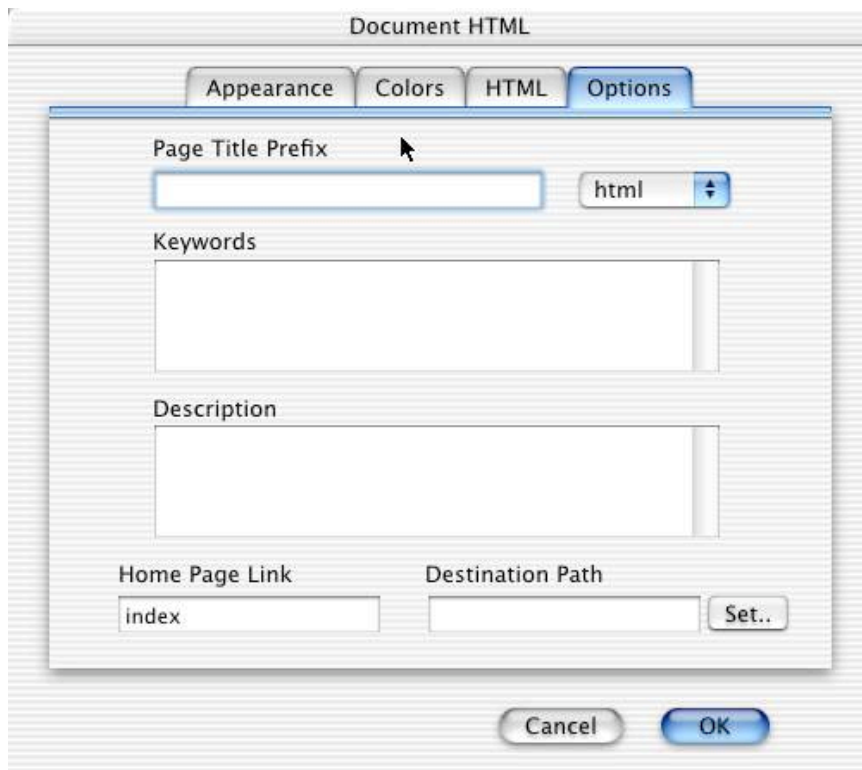 Document HTML
Appearance Colors HTML Options
Page Title Prefix
html
Keywords
Description
Home Page Link Destination Path
index Set..
Cancel OK